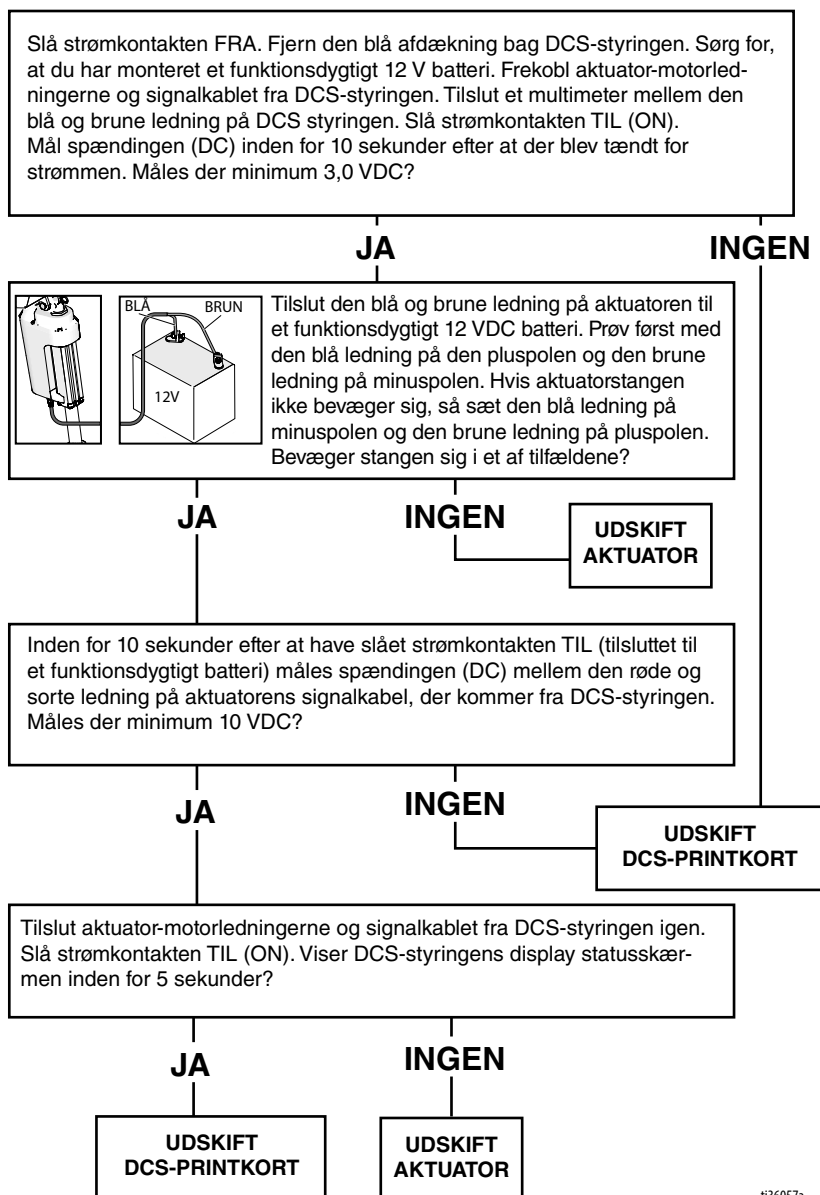 Slå strømkontakten FRA. Fjern den blå afdækning bag DCS-styringen. Sørg for,
at du har monteret et funktionsdygtigt 12 V batteri. Frekobl aktuator-motorled-
ningerne og signalkablet fra DCS-styringen. Tilslut et multimeter mellem den
blå og brune ledning på DCS styringen. Slå strømkontakten TIL (ON).
Mål spændingen (DC) inden for 10 sekunder efter at der blev tændt for
strømmen. Måles der minimum 3,0 VDC?
JA
INGEN
BLÅ
BRUN
12V
Tilslut den blå og brune ledning på aktuatoren til
et funktionsdygtigt 12 VDC batteri. Prøv først med
den blå ledning på den pluspolen og den brune
ledning på minuspolen. Hvis aktuatorstangen
ikke bevæger sig, så sæt den blå ledning på
minuspolen og den brune ledning på pluspolen.
Bevæger stangen sig i et af tilfældene?
JA
INGEN
UDSKIFT
AKTUATOR
Inden for 10 sekunder efter at have slået strømkontakten TIL (tilsluttet til
et funktionsdygtigt batteri) måles spændingen (DC) mellem den røde og
sorte ledning på aktuatorens signalkabel, der kommer fra DCS-styringen.
Måles der minimum 10 VDC?
JA
INGEN
UDSKIFT
DCS-PRINTKORT
Tilslut aktuator-motorledningerne og signalkablet fra DCS-styringen igen.
Slå strømkontakten TIL (ON). Viser DCS-styringens display statusskær-
men inden for 5 sekunder?
JA
INGEN
UDSKIFT
DCS-PRINTKORT
UDSKIFT
AKTUATOR
ti36057a